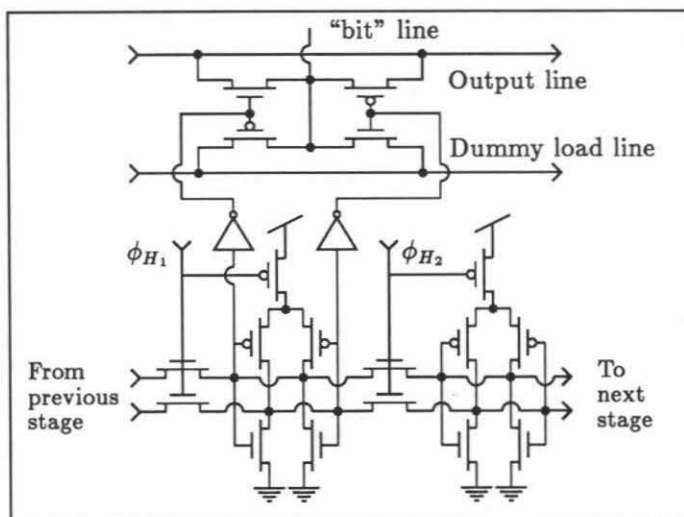 "bit" line
Output line
Dummy load line
ϕH1
ϕH2
From
previous
stage
To
next
stage